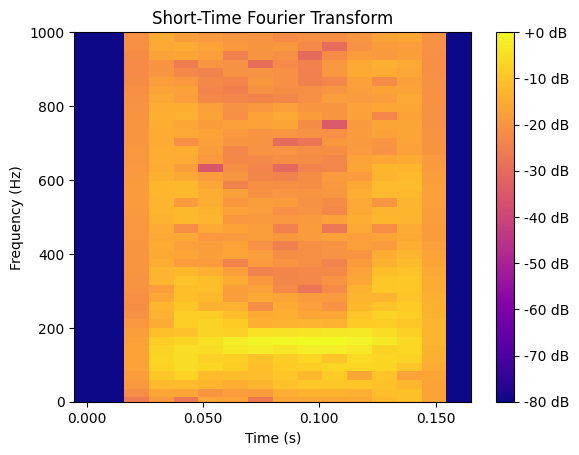 Short-Time Fourier Transform
1000
800
600
400
200
0
Frequency (Hz)
0.000
0.050
0.100
0.150
Time (s)
+0 dB
-10 dB
-20 dB
-30 dB
-40 dB
-50 dB
-60 dB
-70 dB
-80 dB